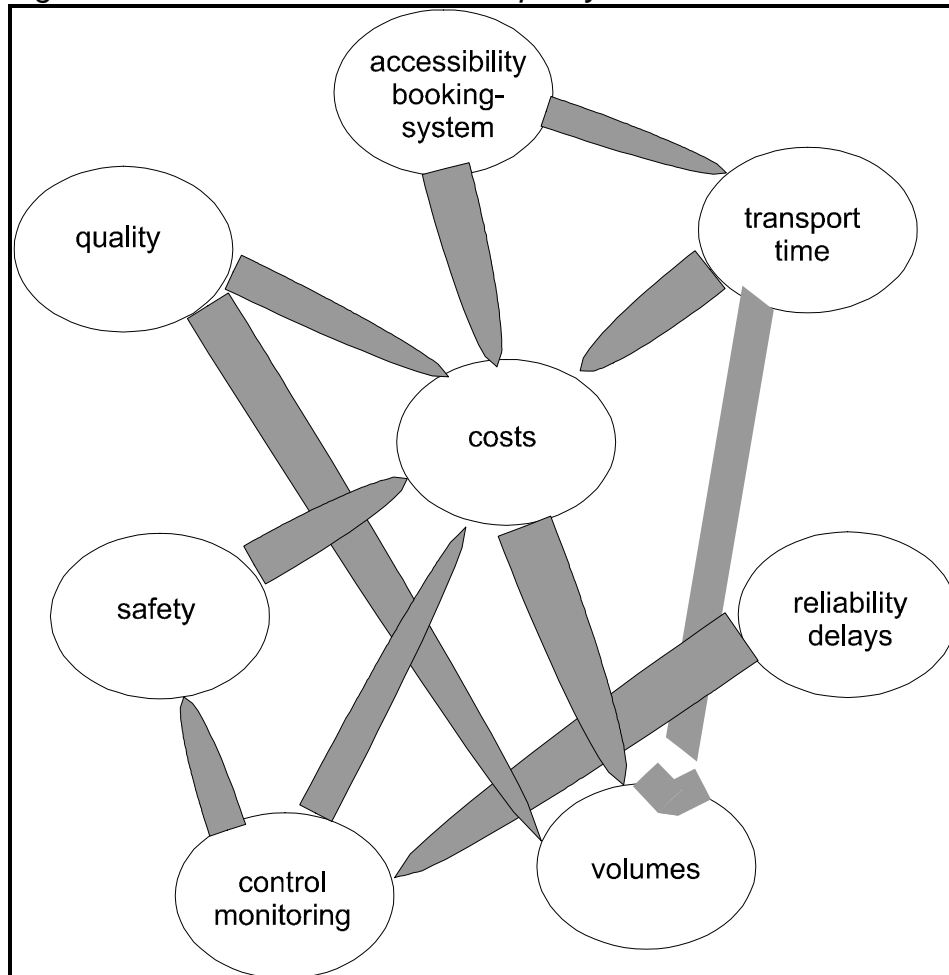 accessibility
booking-
system
transport
time
quality
costs
safety
reliability
delays
control
monitoring
volumes